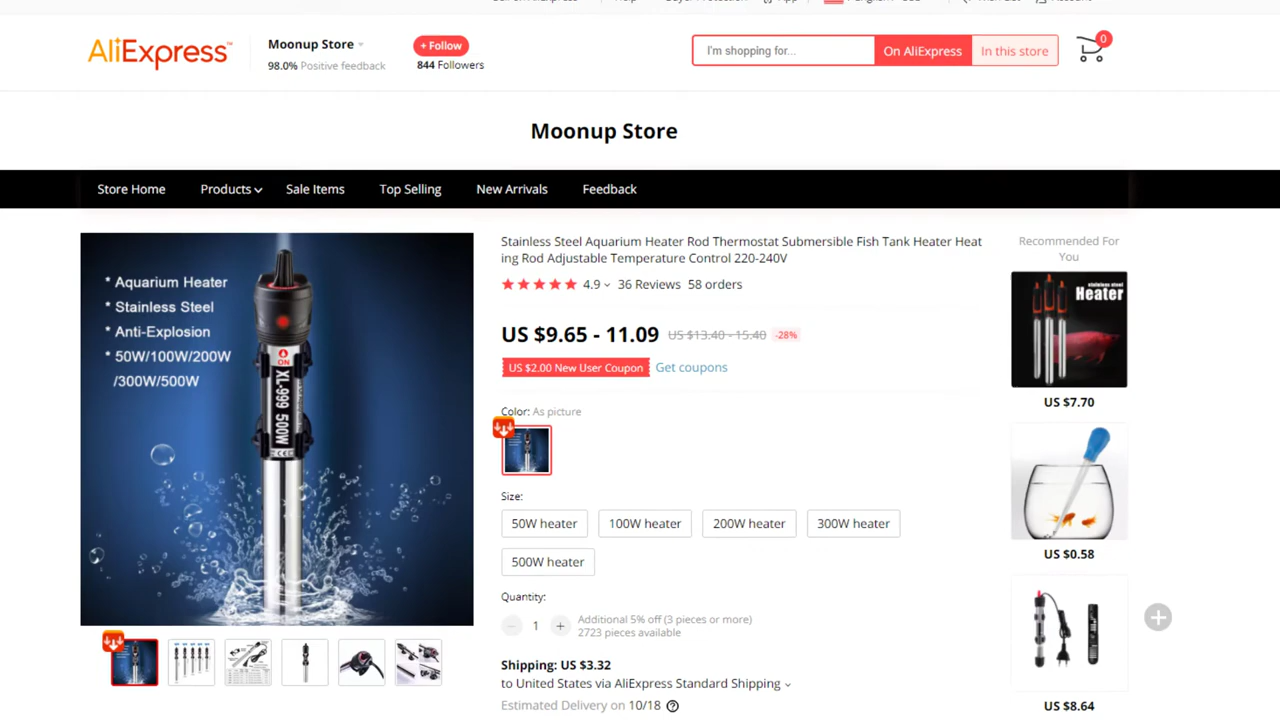 AliExpress™
Moonup Store
+ Follow
98.0% Positive feedback
844 Followers
I'm shopping for...
On AliExpress
In this store
0
Moonup Store
Store Home
Products
Sale Items
Top Selling
New Arrivals
Feedback
* Aquarium Heater
* Stainless Steel
* Anti-Explosion
* 50W/100W/200W
/300W/500W
ON
XL-999 500W
Stainless Steel Aquarium Heater Rod Thermostat Submersible Fish Tank Heater Heat
ing Rod Adjustable Temperature Control 220-240V
4.9
36 Reviews
58 orders
US $9.65 - 11.09
US $13.40 - 15.40
-28%
US $2.00 New User Coupon
Get coupons
Color: As picture
Size:
50W heater
100W heater
200W heater
300W heater
500W heater
Quantity:
1
Additional 5% off (3 pieces or more)
2723 pieces available
Shipping: US $3.32
to United States via AliExpress Standard Shipping
Estimated Delivery on 10/18
Recommended For
You
stainless steel
Heater
US $7.70
US $0.58
US $8.64